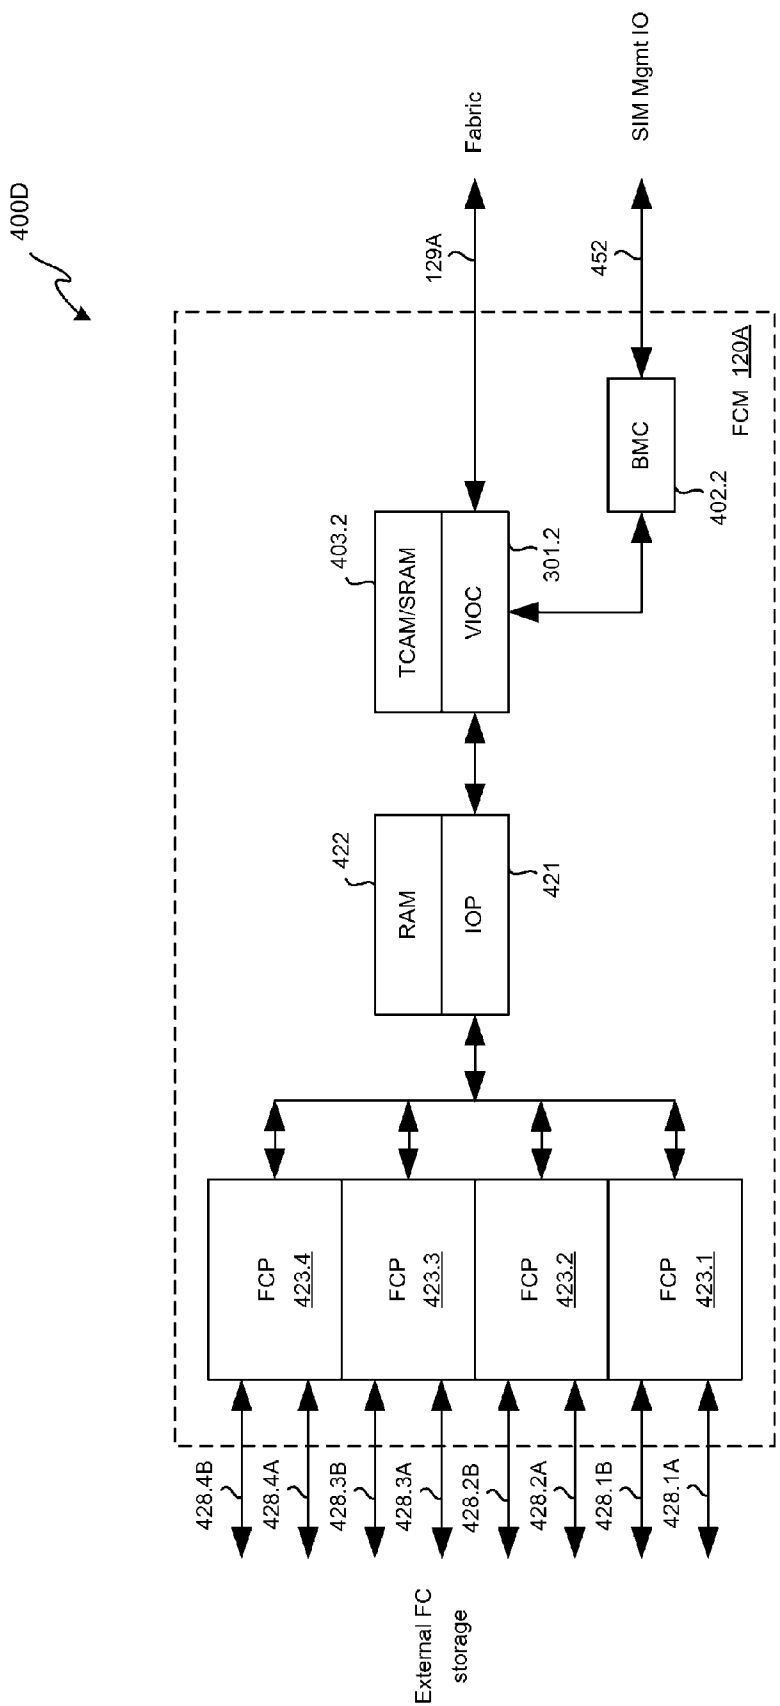 400D
Fabric
SIM Mgmt IO
129A
452
FCM 120A
BMC
402.2
403.2
TCAM/SRAM
VIOC
301.2
422
RAM
IOP
421
FCP
423.4
FCP
423.3
FCP
423.2
FCP
423.1
428.4B
428.4A
428.3B
428.3A
428.2B
428.2A
428.1B
428.1A
External FC
storage